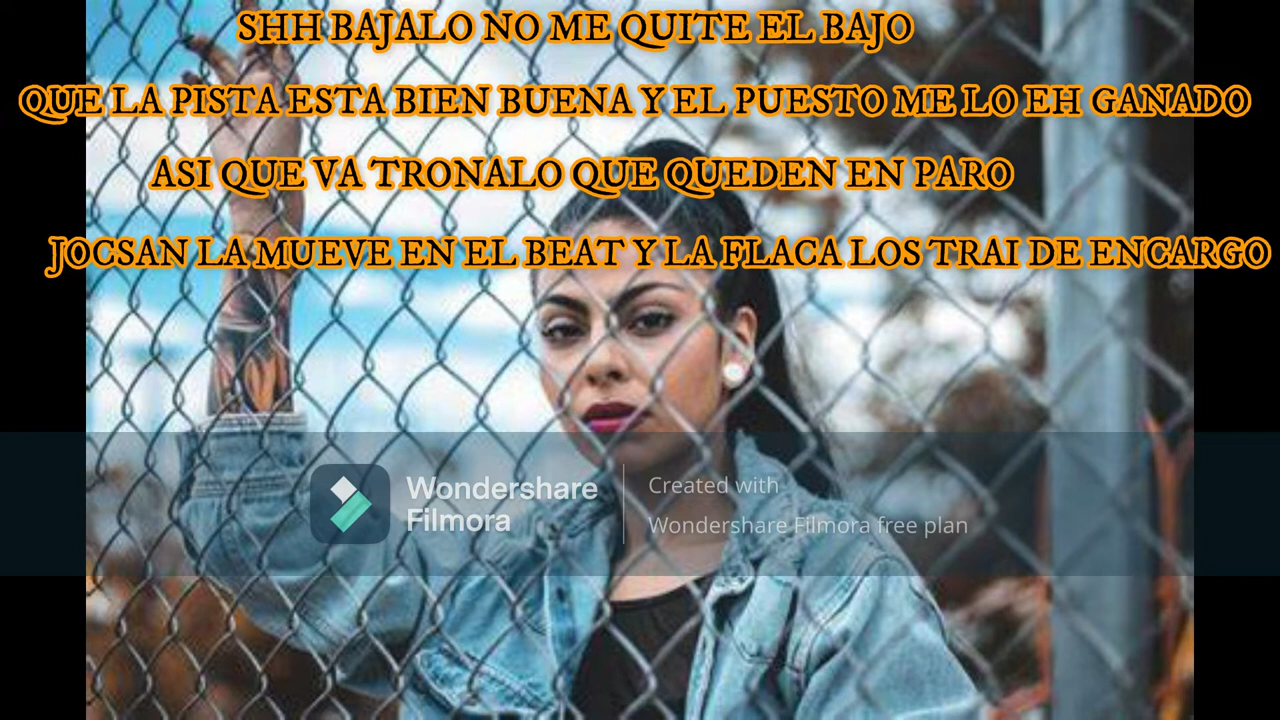 SHH BAJALO NO ME QUITE EL BAJO
QUE LA PISTA ESTA BIEN BUENA Y EL PUESTO ME LO EH GANADO
ASI QUE VA TRONALO QUE QUEDEN EN PARO
JOCSAN LA MUEVE EN EL BEAT Y LA FLACA LOS TRAI DE ENCARGO
Wondershare
Filmora
Created with
Wondershare Filmora free plan